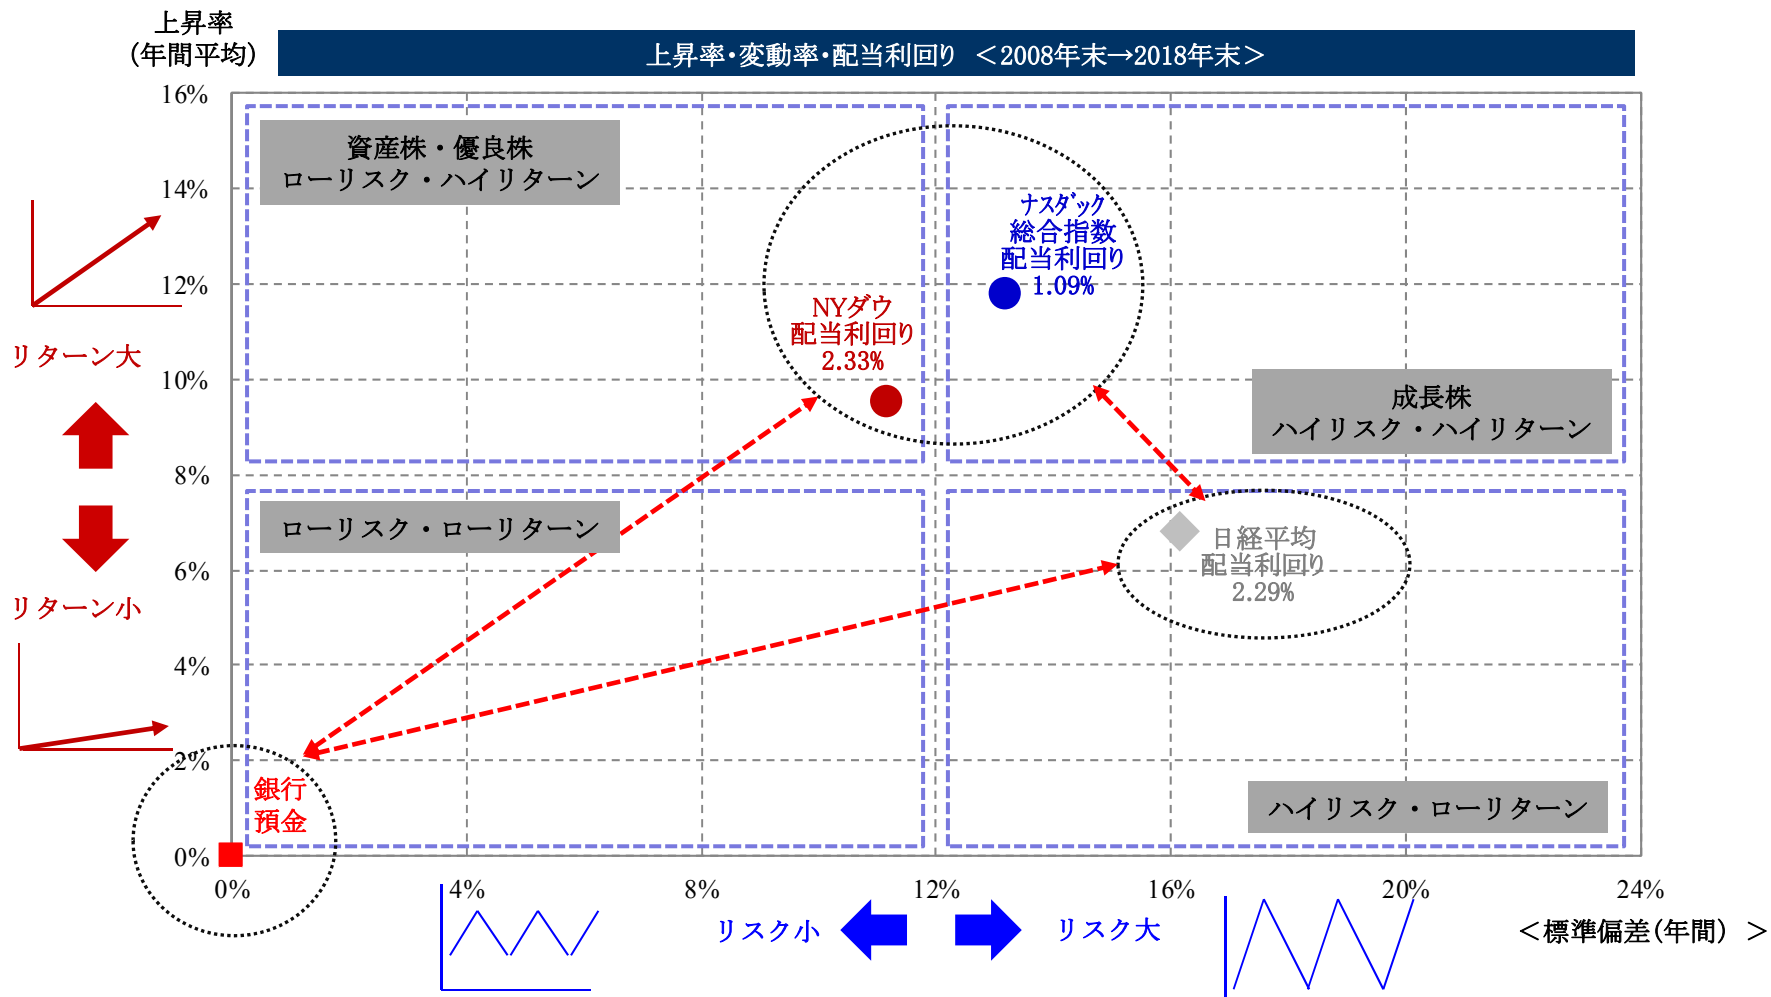 上昇率
(年間平均)
上昇率・変動率・配当利回り ＜2008年末→2018年末＞
16%
14%
12%
10%
8%
6%
4%
2%
0%
資産株・優良株
ローリスク・ハイリターン
ナスダック
総合指数
配当利回り
1.09%
NYダウ
配当利回り
2.33%
成長株
ハイリスク・ハイリターン
リターン大
リターン小
ローリスク・ローリターン
日経平均
配当利回り
2.29%
銀行
預金
ハイリスク・ローリターン
0%
4%
8%
12%
16%
20%
24%
リスク小
リスク大
＜標準偏差(年間) ＞